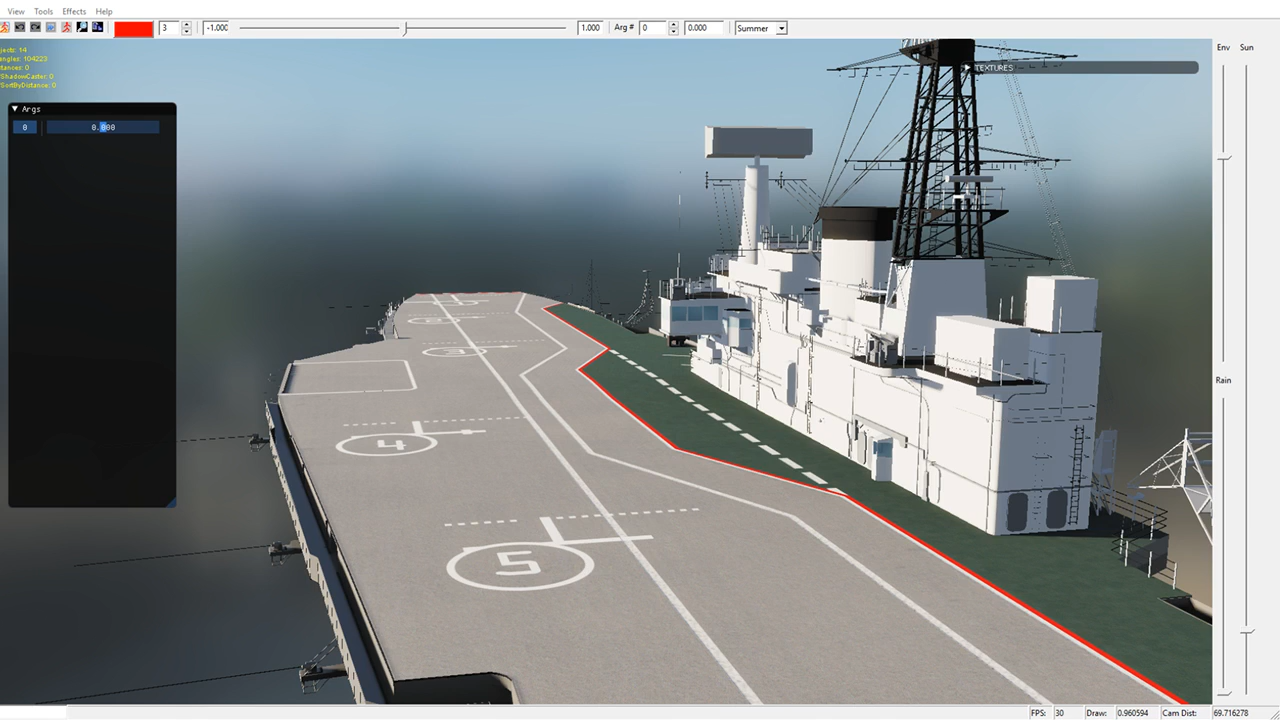 View Tools Effects Help
3 -1.000 1.000 Arg # 0 0.000 Summer
jects: 14
angles: 104223
tances: 0
ShadowCaster: 0
SortByDistance: 0
Env Sun
TEXTURES
Args
0 0.000
3
4
5
Rain
FPS: 30 Draw: 0.960594 Cam Dist: 69.716278